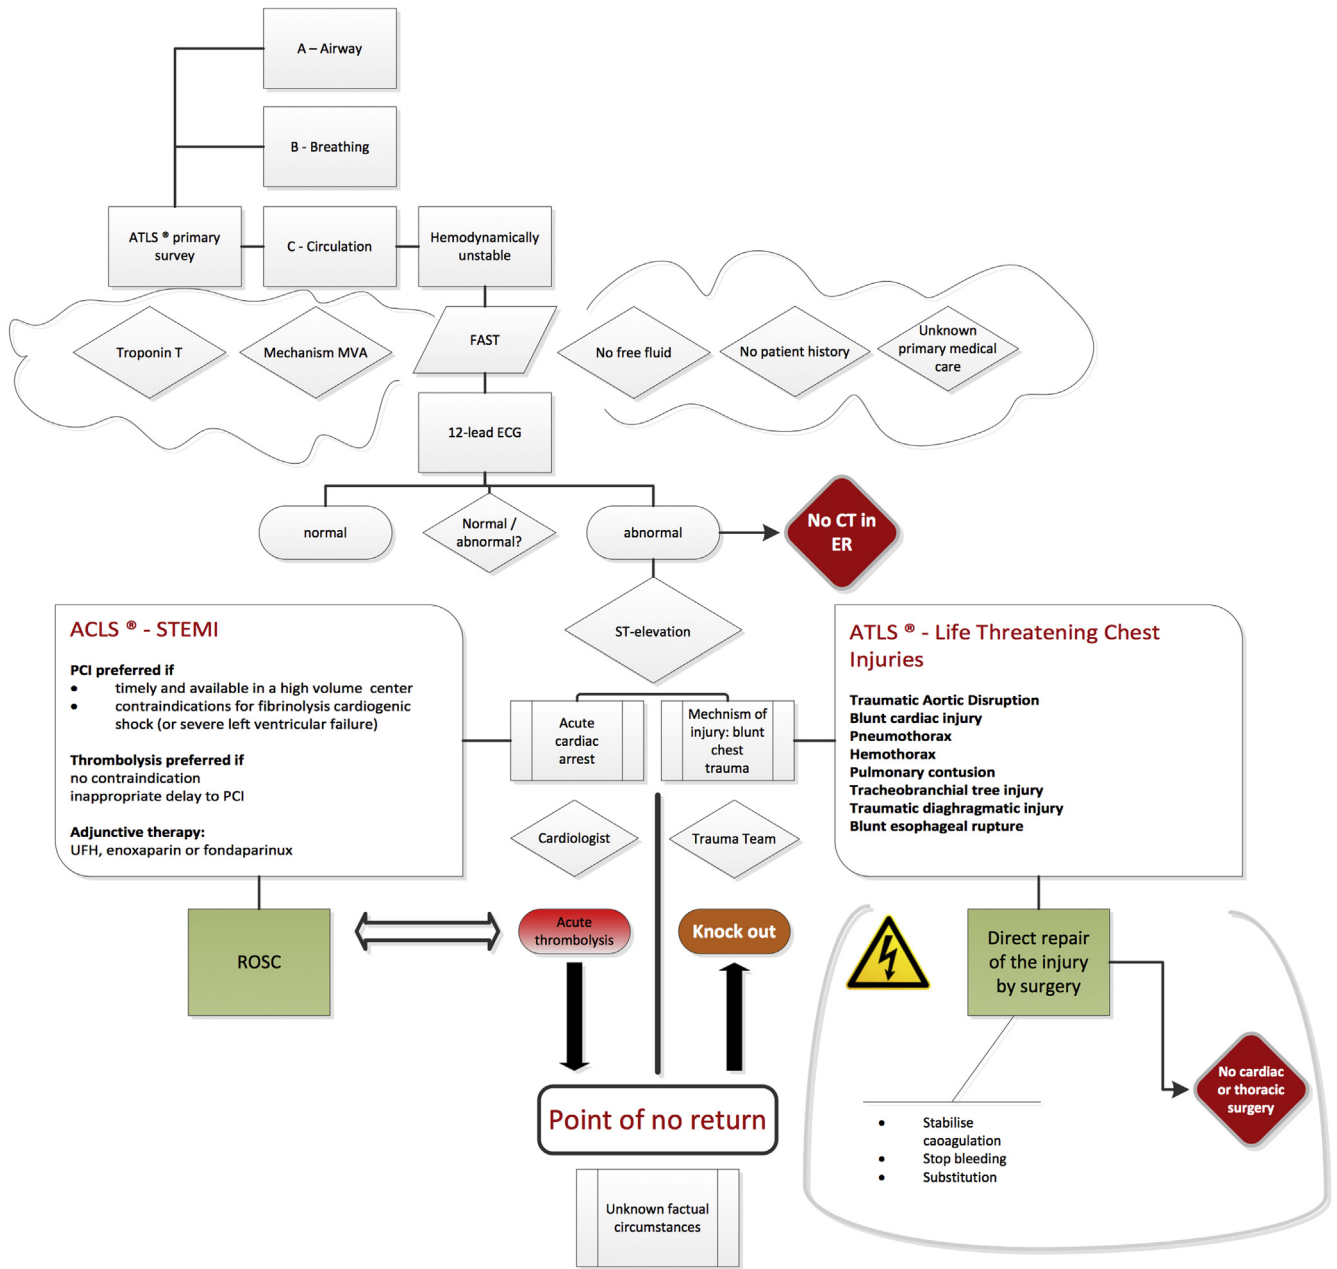 A – Airway
B - Breathing
ATLS ® primary
survey
C - Circulation
Hemodynamically
unstable
Troponin T
Mechanism MVA
FAST
No free fluid
No patient history
Unknown
primary medical
care
12-lead ECG
normal
Normal /
abnormal?
abnormal
No CT in
ER
ST-elevation
ACLS ® - STEMI
PCI preferred if
• timely and available in a high volume center
• contraindications for fibrinolysis cardiogenic
shock (or severe left ventricular failure)
Thrombolysis preferred if
no contraindication
inappropriate delay to PCI
Adjunctive therapy:
UFH, enoxaparin or fondaparinux
Acute
cardiac
arrest
Mechnism of
injury: blunt
chest
trauma
ATLS ® - Life Threatening Chest
Injuries
Traumatic Aortic Disruption
Blunt cardiac injury
Pneumothorax
Hemothorax
Pulmonary contusion
Tracheobranchial tree injury
Traumatic diaghragmatic injury
Blunt esophageal rupture
Cardiologist
Trauma Team
ROSC
Acute
thrombolysis
Knock out
Direct repair
of the injury
by surgery
No cardiac
or thoracic
surgery
Point of no return
• Stabilise
caoagulation
• Stop bleeding
• Substitution
Unknown factual
circumstances